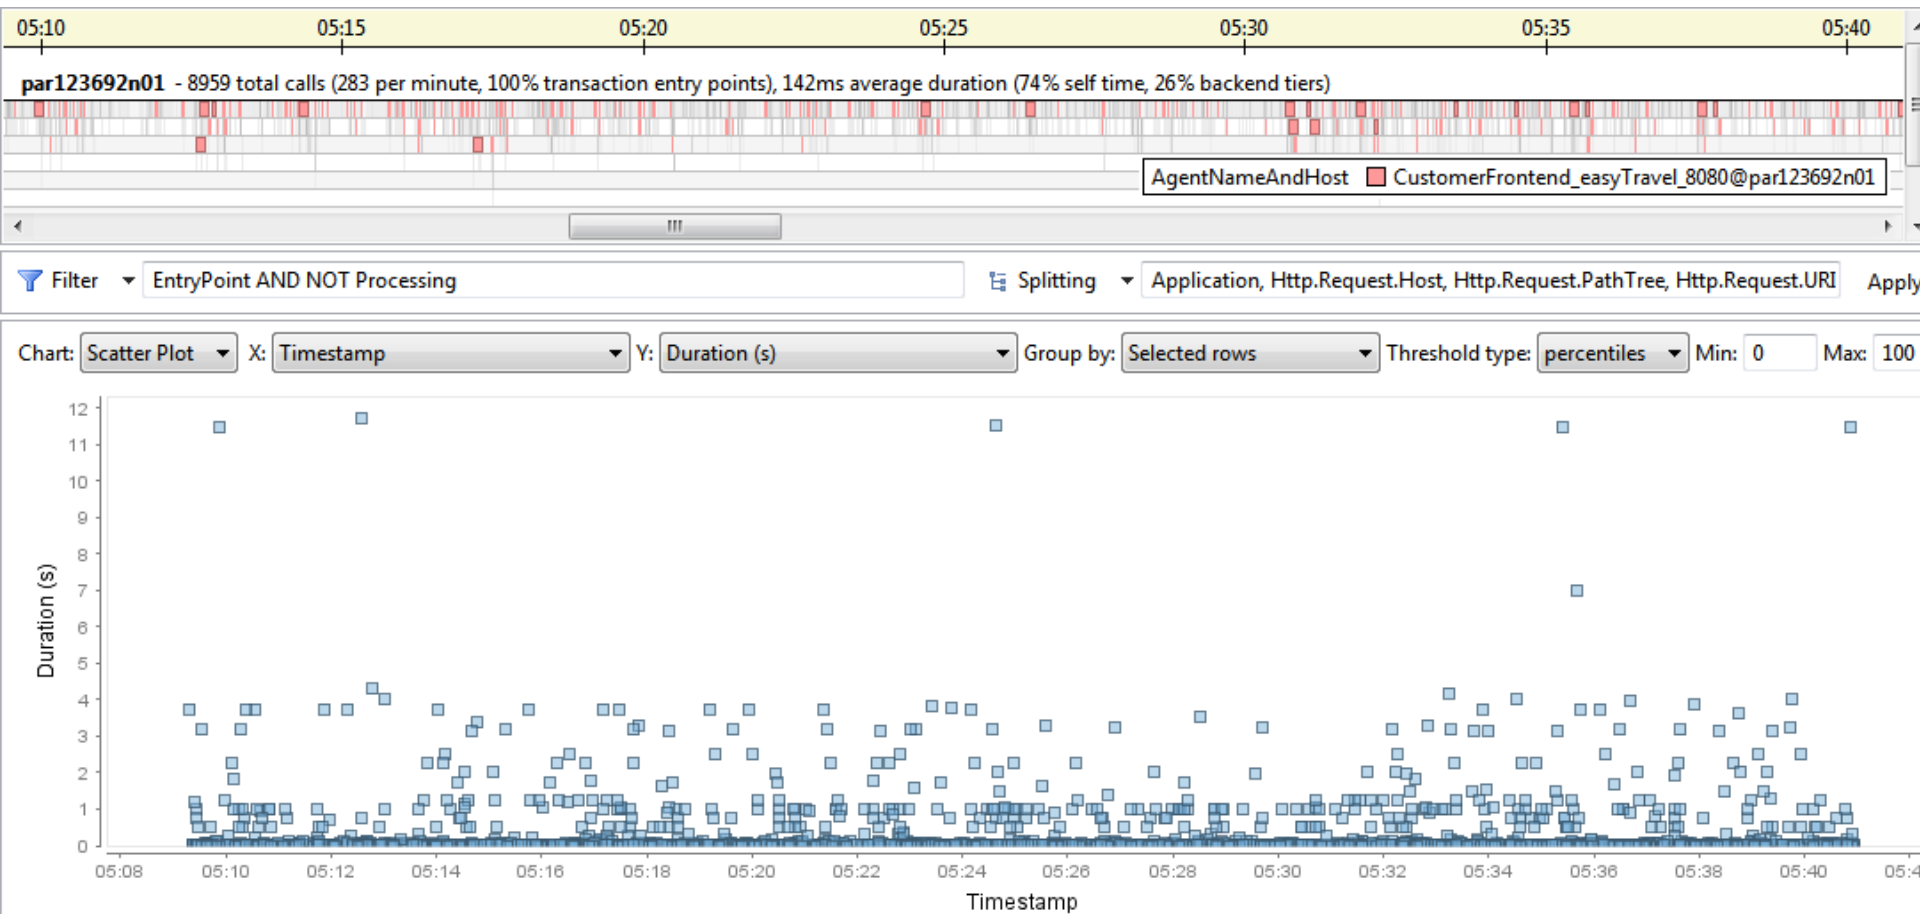 05:10 05:15 05:20 05:25 05:30 05:35 05:40
par123692n01 - 8959 total calls (283 per minute, 100% transaction entry points), 142ms average duration (74% self time, 26% backend tiers)
AgentNameAndHost CustomerFrontend_easyTravel_8080@par123692n01
Filter EntryPoint AND NOT Processing Splitting Application, Http.Request.Host, Http.Request.PathTree, Http.Request.URI Apply
Chart: Scatter Plot X: Timestamp Y: Duration (s) Group by: Selected rows Threshold type: percentiles Min: 0 Max: 100
12
11
10
9
8
7
6
5
4
3
2
1
0
Duration (s)
05:08 05:10 05:12 05:14 05:16 05:18 05:20 05:22 05:24 05:26 05:28 05:30 05:32 05:34 05:36 05:38 05:40 05:4
Timestamp